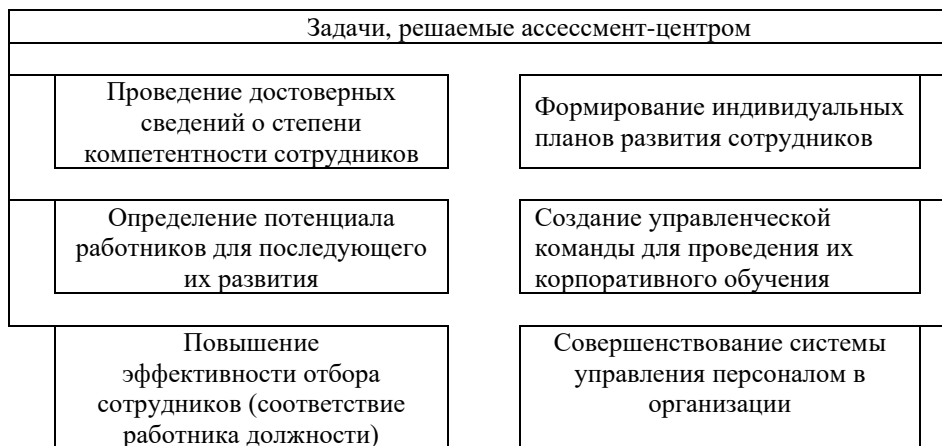 Задачи, решаемые ассессмент-центром
Проведение достоверных
сведений о степени
компетентности сотрудников
Формирование индивидуальных
планов развития сотрудников
Определение потенциала
работников для последующего
их развития
Создание управленческой
команды для проведения их
корпоративного обучения
Повышение
эффективности отбора
сотрудников (соответствие
работника должности)
Совершенствование системы
управления персоналом в
организации